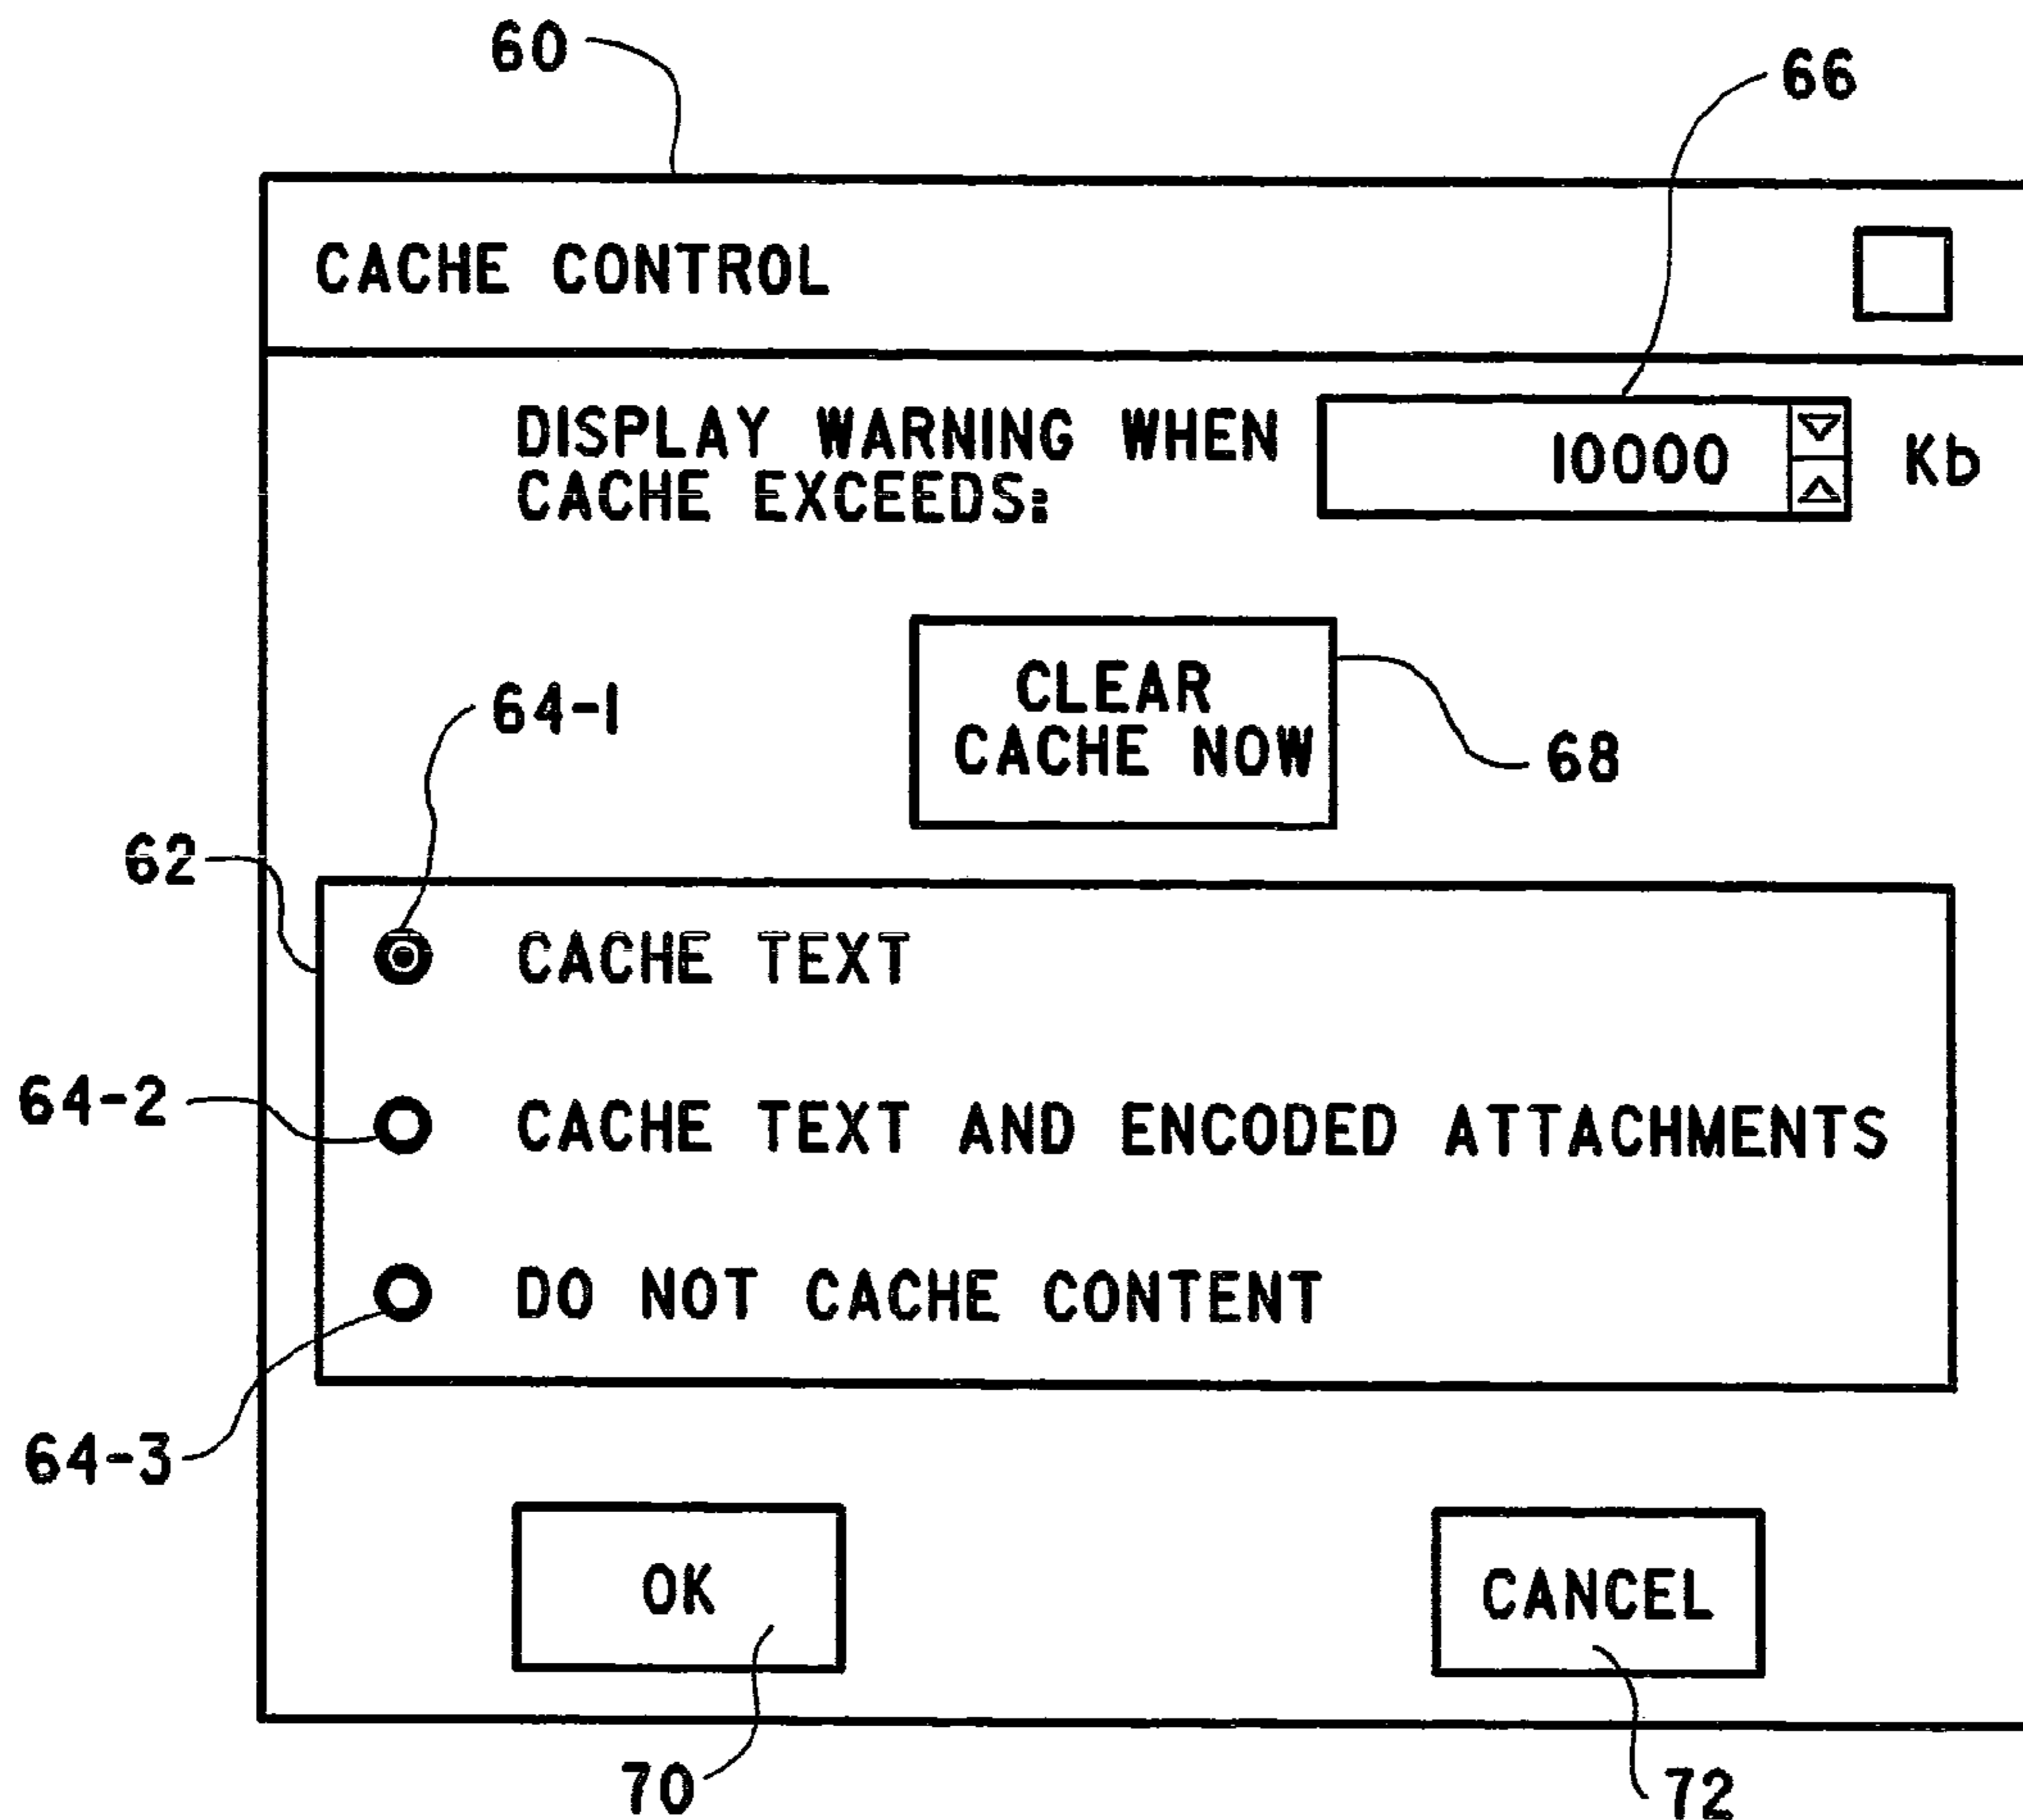 60
66
CACHE CONTROL
DISPLAY WARNING WHEN
CACHE EXCEEDS:
10000 Kb
CLEAR
CACHE NOW
64-1
68
62
CACHE TEXT
64-2
CACHE TEXT AND ENCODED ATTACHMENTS
DO NOT CACHE CONTENT
64-3
OK
CANCEL
70
72